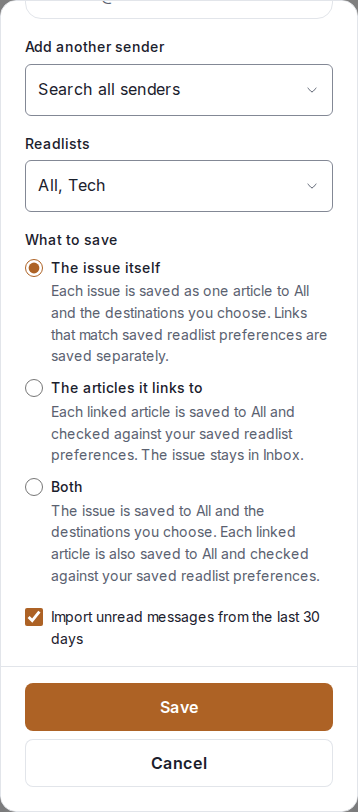 Add another sender
Search all senders
Readlists
All, Tech
What to save
The issue itself
Each issue is saved as one article to All
and the destinations you choose. Links
that match saved readlist preferences are
saved separately.
The articles it links to
Each linked article is saved to All and
checked against your saved readlist
preferences. The issue stays in Inbox.
Both
The issue is saved to All and the
destinations you choose. Each linked
article is also saved to All and checked
against your saved readlist preferences.
Import unread messages from the last 30
days
Save
Cancel